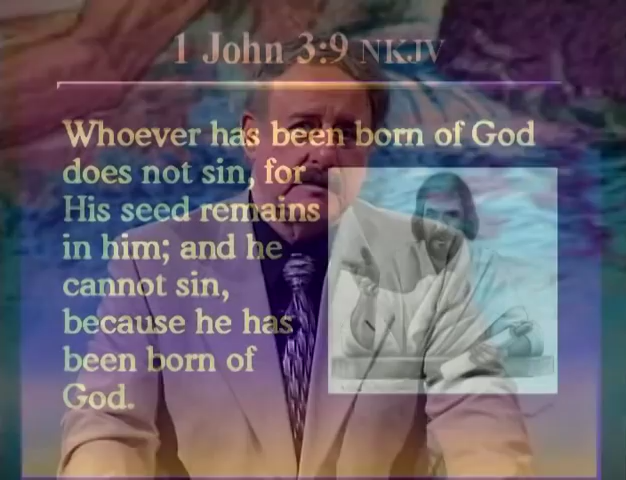 1 John 3:9 NKJV
Whoever has been born of God
does not sin, for
His seed remains
in him; and he
cannot sin,
because he has
been born of
God.